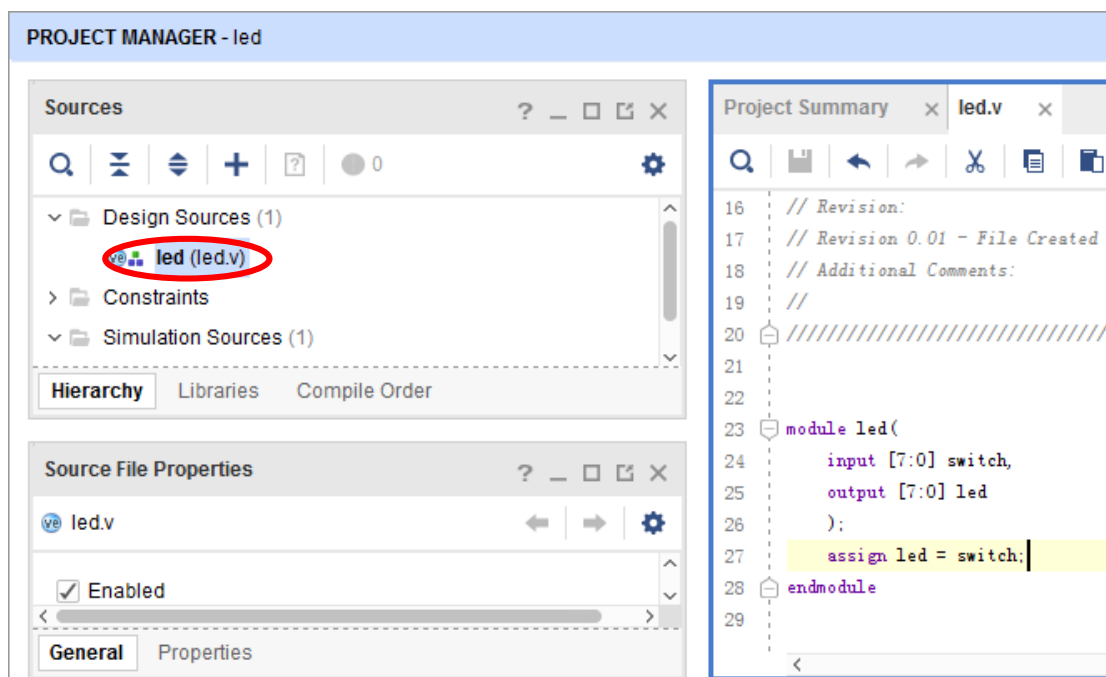 PROJECT MANAGER - led
Sources
? _
0
Design Sources (1)
led (led.v)
Constraints
Simulation Sources (1)
Hierarchy Libraries Compile Order
Source File Properties
? _
led.v
Enabled
General Properties
Project Summary × led.v ×
16 // Revision:
17 // Revision 0.01 - File Created
18 // Additional Comments:
19 //
20 ////////////////////////////////
21
22
23 module led(
24 input [7:0] switch,
25 output [7:0] led
26 );
27 assign led = switch;
28 endmodule
29